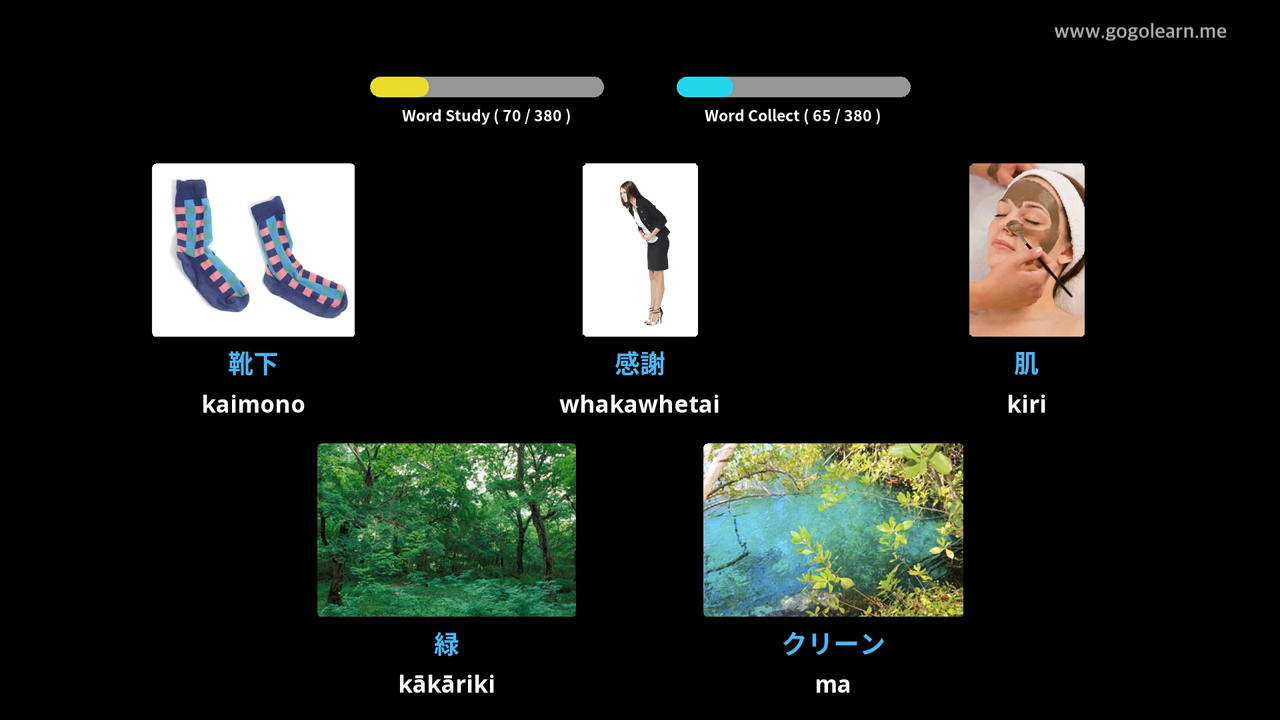 www.gogolearn.me
Word Study ( 70 / 380 )
Word Collect ( 65 / 380 )
靴下
kaimono
感謝
whakawhetai
肌
kiri
緑
kākāriki
クリーン
ma